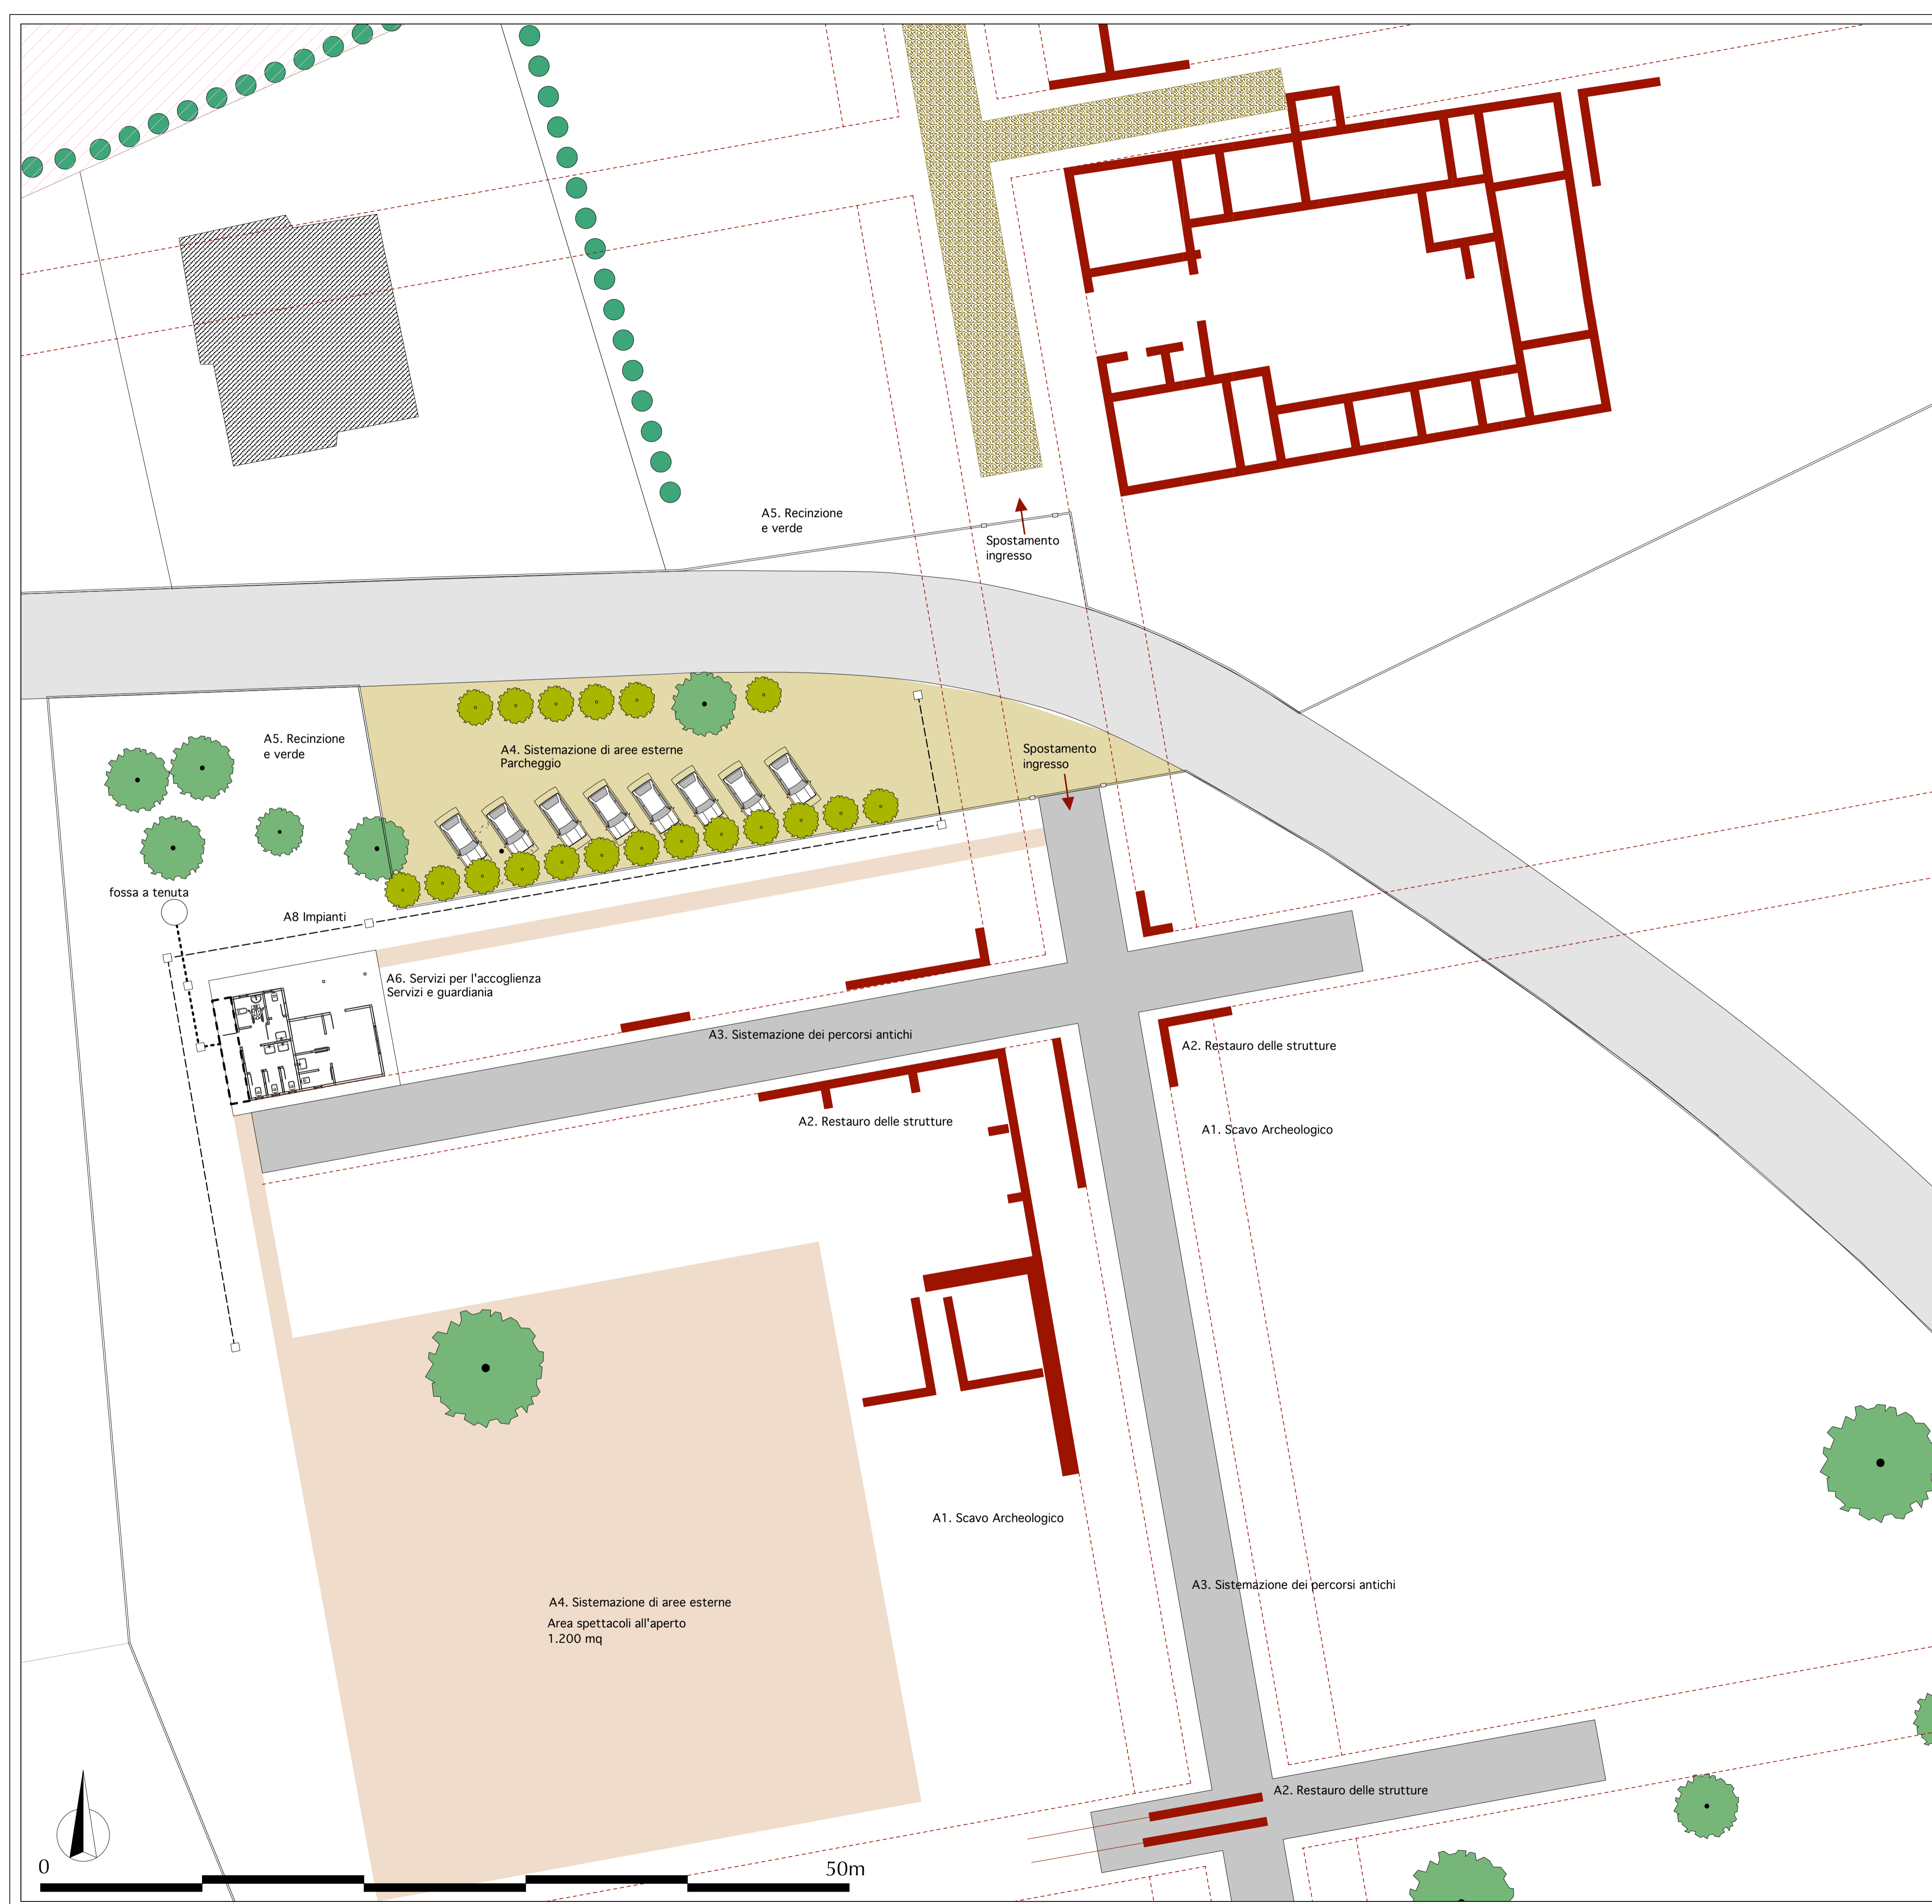 A5. Recinzione
e verde
Spostamento
ingresso
A5. Recinzione
e verde
A4. Sistemazione di aree esterne
Parcheggio
Spostamento
ingresso
fossa a tenuta
A8 Impianti
A6. Servizi per l'accoglienza
Servizi e guardiania
A3. Sistemazione dei percorsi antichi
A2. Restauro delle strutture
A2. Restauro delle strutture
A1. Scavo Archeologico
A1. Scavo Archeologico
A3. Sistemazione dei percorsi antichi
A4. Sistemazione di aree esterne
Area spettacoli all'aperto
1.200 mq
A2. Restauro delle strutture
0
50m